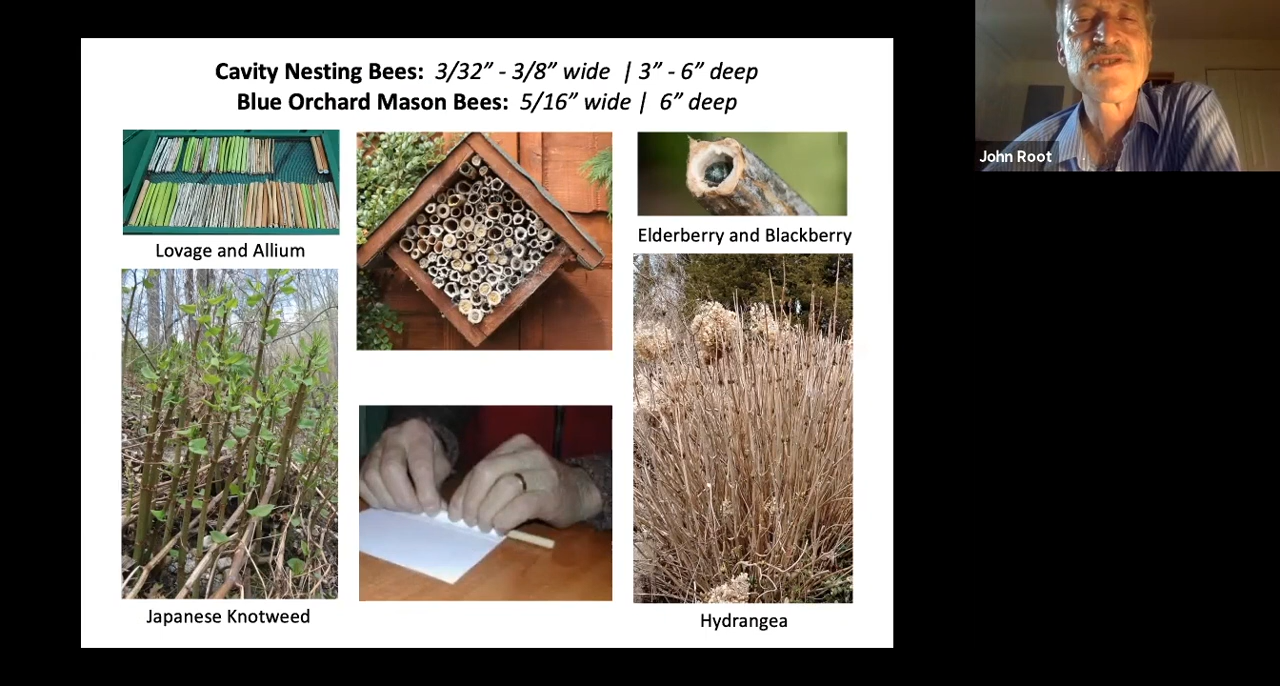 Cavity Nesting Bees: 3/32” - 3/8” wide | 3” - 6” deep
Blue Orchard Mason Bees: 5/16” wide | 6” deep
John Root
Lovage and Allium
Elderberry and Blackberry
Japanese Knotweed
Hydrangea